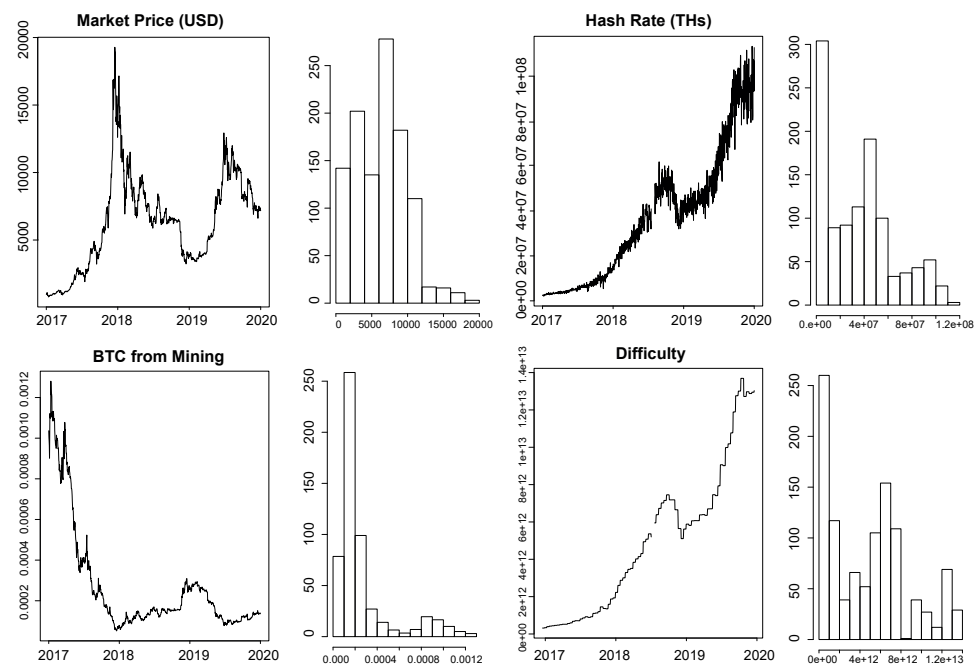 Market Price (USD)
20000
15000
10000
5000
2017 2018 2019 2020
250
200
150
100
50
0
0 5000 10000 15000 20000
Hash Rate (THs)
1e+08
8e+07
6e+07
4e+07
2e+07
0e+00
2017 2018 2019 2020
300
250
200
150
100
50
0
0.e+00 4e+07 8e+07 1.2e+08
BTC from Mining
0.0012
0.0010
0.0008
0.0006
0.0004
0.0002
2017 2018 2019 2020
250
200
150
100
50
0
0.000 0.0004 0.0008 0.0012
Difficulty
1.4e+13
1.2e+13
1e+13
8e+12
6e+12
4e+12
2e+12
0e+00
2017 2018 2019 2020
250
200
150
100
50
0
0e+00 4e+12 8e+12 1.2e+13